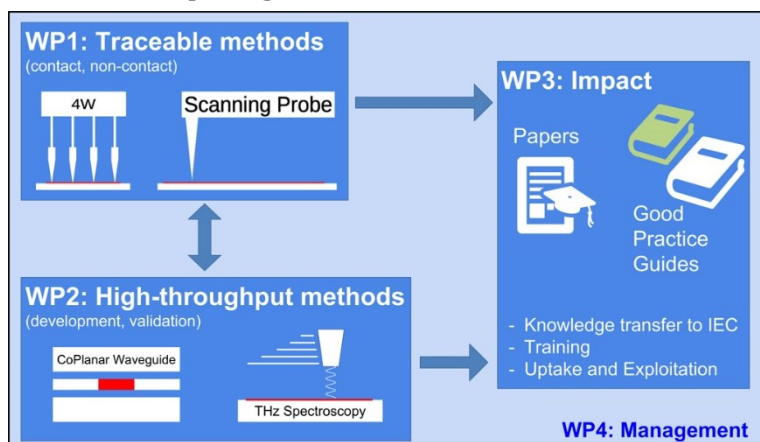 WP1: Traceable methods
(contact, non-contact)
4W
Scanning Probe
WP2: High-throughput methods
(development, validation)
CoPlanar Waveguide
THz Spectroscopy
WP3: Impact
Papers
Good
Practice
Guides
- Knowledge transfer to IEC
- Training
- Uptake and Exploitation
WP4: Management